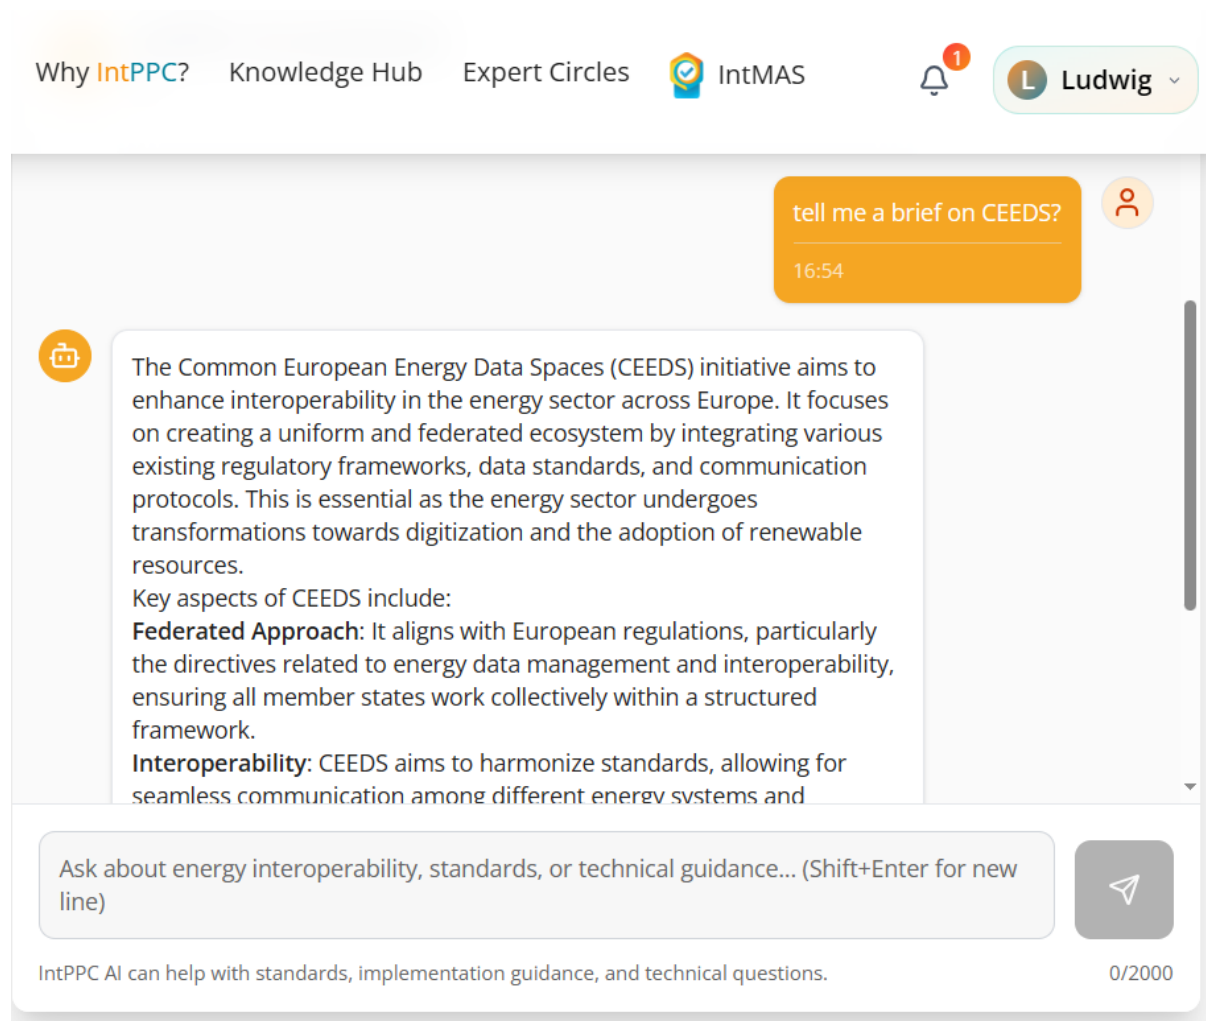 Why IntPPC? Knowledge Hub Expert Circles IntMAS 1 L Ludwig
tell me a brief on CEEDS?
16:54
The Common European Energy Data Spaces (CEEDS) initiative aims to
enhance interoperability in the energy sector across Europe. It focuses
on creating a uniform and federated ecosystem by integrating various
existing regulatory frameworks, data standards, and communication
protocols. This is essential as the energy sector undergoes
transformations towards digitization and the adoption of renewable
resources.
Key aspects of CEEDS include:
Federated Approach: It aligns with European regulations, particularly
the directives related to energy data management and interoperability,
ensuring all member states work collectively within a structured
framework.
Interoperability: CEEDS aims to harmonize standards, allowing for
seamless communication among different energy systems and
Ask about energy interoperability, standards, or technical guidance... (Shift+Enter for new
line)
IntPPC AI can help with standards, implementation guidance, and technical questions. 0/2000